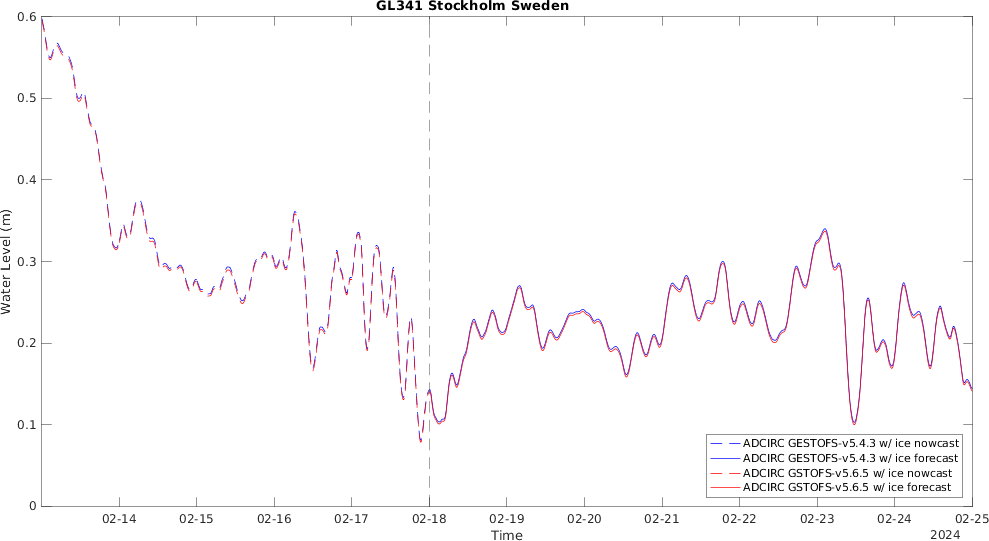 GL341 Stockholm Sweden
Water Level (m)
0.6
0.5
0.4
0.3
0.2
0.1
0
02-14 02-15 02-16 02-17 02-18 02-19 02-20 02-21 02-22 02-23 02-24 02-25
Time
2024
ADCIRC GESTOFS-v5.4.3 w/ ice nowcast
ADCIRC GESTOFS-v5.4.3 w/ ice forecast
ADCIRC GSTOFS-v5.6.5 w/ ice nowcast
ADCIRC GSTOFS-v5.6.5 w/ ice forecast